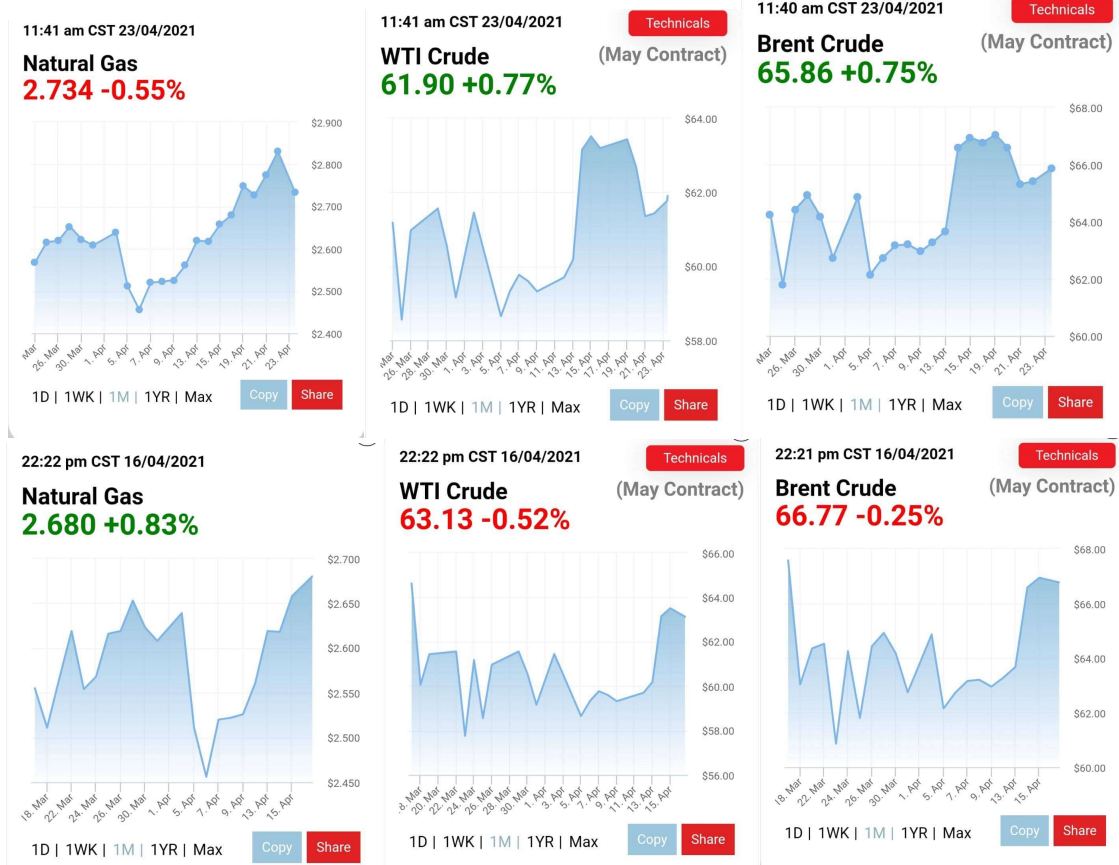 11:41 am CST 23/04/2021
Natural Gas
2.734 -0.55%
$2.900
$2.800
$2.700
$2.600
$2.500
$2.400
Mar
26. Mar
30. Mar
1. Apr
5. Apr
7. Apr
9. Apr
13. Apr
15. Apr
19. Apr
21. Apr
23. Apr
1D | 1WK | 1M | 1YR | Max
Copy
Share
11:41 am CST 23/04/2021
Technicals
WTI Crude
(May Contract)
61.90 +0.77%
$64.00
$62.00
$60.00
$58.00
Mar
26. Mar
28. Mar
30. Mar
1. Apr
3. Apr
5. Apr
7. Apr
9. Apr
11. Apr
13. Apr
15. Apr
17. Apr
19. Apr
21. Apr
23. Apr
1D | 1WK | 1M | 1YR | Max
Copy
Share
11:40 am CST 23/04/2021
Technicals
Brent Crude
(May Contract)
65.86 +0.75%
$68.00
$66.00
$64.00
$62.00
$60.00
Mar
26. Mar
30. Mar
1. Apr
5. Apr
7. Apr
9. Apr
13. Apr
15. Apr
19. Apr
21. Apr
23. Apr
1D | 1WK | 1M | 1YR | Max
Copy
Share
22:22 pm CST 16/04/2021
Natural Gas
2.680 +0.83%
$2.700
$2.650
$2.600
$2.550
$2.500
$2.450
18. Mar
22. Mar
24. Mar
26. Mar
30. Mar
1. Apr
5. Apr
7. Apr
9. Apr
13. Apr
15. Apr
1D | 1WK | 1M | 1YR | Max
Copy
Share
22:22 pm CST 16/04/2021
Technicals
WTI Crude
(May Contract)
63.13 -0.52%
$66.00
$64.00
$62.00
$60.00
$58.00
$56.00
8. Mar
20. Mar
22. Mar
24. Mar
26. Mar
28. Mar
30. Mar
1. Apr
3. Apr
5. Apr
7. Apr
9. Apr
11. Apr
13. Apr
15. Apr
1D | 1WK | 1M | 1YR | Max
Copy
Share
22:21 pm CST 16/04/2021
Technicals
Brent Crude
(May Contract)
66.77 -0.25%
$68.00
$66.00
$64.00
$62.00
$60.00
18. Mar
22. Mar
24. Mar
26. Mar
30. Mar
1. Apr
5. Apr
7. Apr
9. Apr
13. Apr
15. Apr
1D | 1WK | 1M | 1YR | Max
Copy
Share